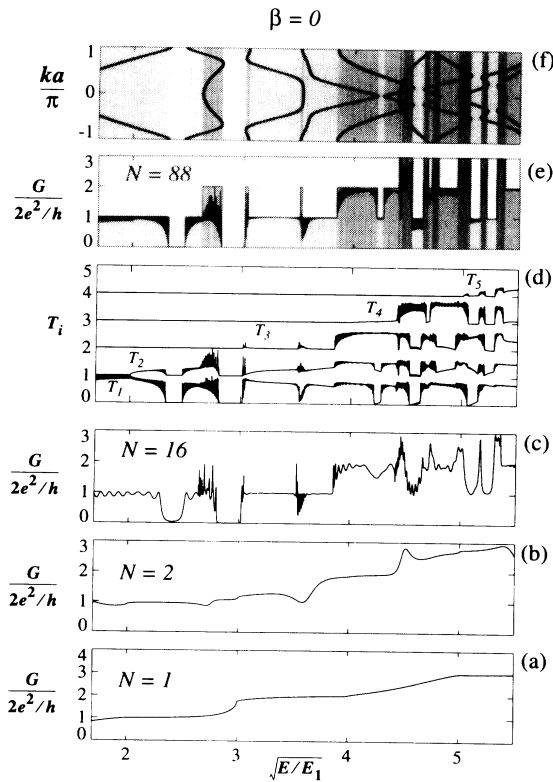 β = 0
(f)
ka
π
1
0
-1
(e)
G
2e²/h
N = 88
3
2
1
0
(d)
T_i
5
4
3
2
1
0
T_5
T_4
T_3
T_2
T_1
(c)
G
2e²/h
N = 16
3
2
1
0
(b)
G
2e²/h
N = 2
3
2
1
0
(a)
G
2e²/h
N = 1
4
3
2
1
0
2 3 4 5
√E/E_1